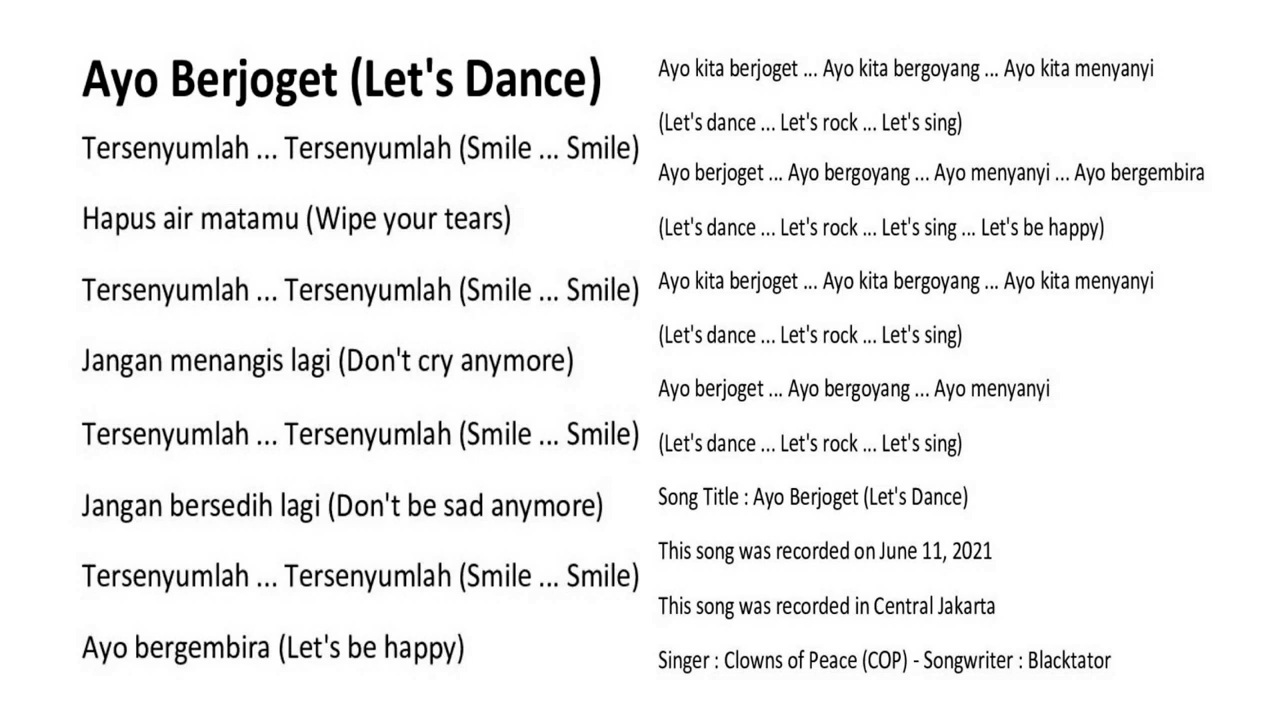 Ayo Berjoget (Let's Dance)
Tersenyumlah ... Tersenyumlah (Smile ... Smile)
Hapus air matamu (Wipe your tears)
Tersenyumlah ... Tersenyumlah (Smile ... Smile)
Jangan menangis lagi (Don't cry anymore)
Tersenyumlah ... Tersenyumlah (Smile ... Smile)
Jangan bersedih lagi (Don't be sad anymore)
Tersenyumlah ... Tersenyumlah (Smile ... Smile)
Ayo bergembira (Let's be happy)
Ayo kita berjoget ... Ayo kita bergoyang ... Ayo kita menyanyi
(Let's dance ... Let's rock ... Let's sing)
Ayo berjoget ... Ayo bergoyang ... Ayo menyanyi ... Ayo bergembira
(Let's dance ... Let's rock ... Let's sing ... Let's be happy)
Ayo kita berjoget ... Ayo kita bergoyang ... Ayo kita menyanyi
(Let's dance ... Let's rock ... Let's sing)
Ayo berjoget ... Ayo bergoyang ... Ayo menyanyi
(Let's dance ... Let's rock ... Let's sing)
Song Title : Ayo Berjoget (Let's Dance)
This song was recorded on June 11, 2021
This song was recorded in Central Jakarta
Singer : Clowns of Peace (COP) - Songwriter : Blacktator